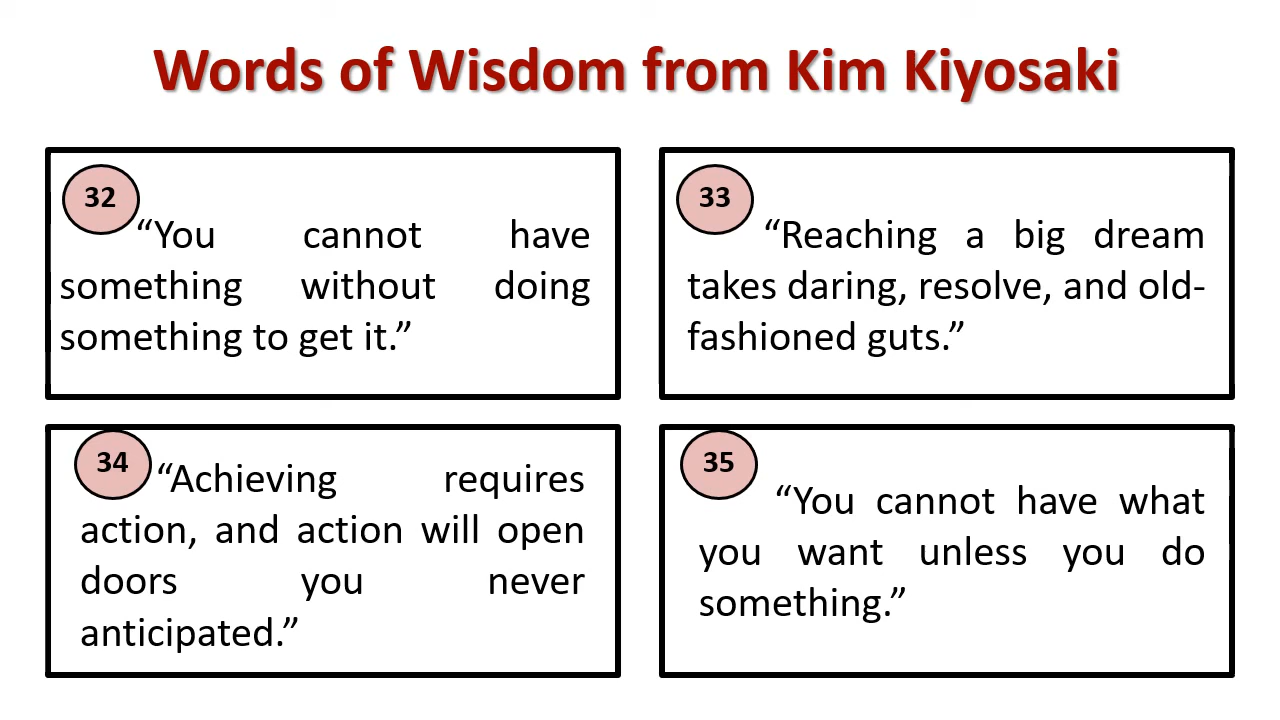 Words of Wisdom from Kim Kiyosaki
32
“You cannot have
something without doing
something to get it.”
33
“Reaching a big dream
takes daring, resolve, and old-
fashioned guts.”
34
“Achieving requires
action, and action will open
doors you never
anticipated.”
35
“You cannot have what
you want unless you do
something.”